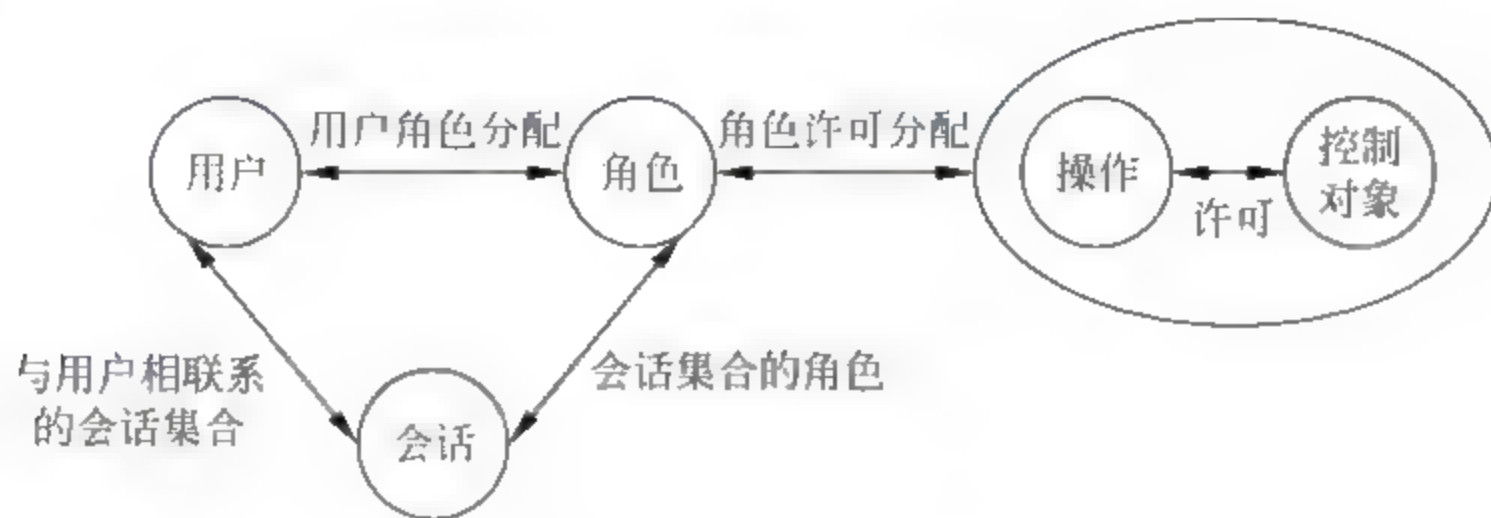 用户
用户角色分配
角色
角色许可分配
操作
许可
控制
对象
与用户相联系
的会话集合
会话
会话集合的角色